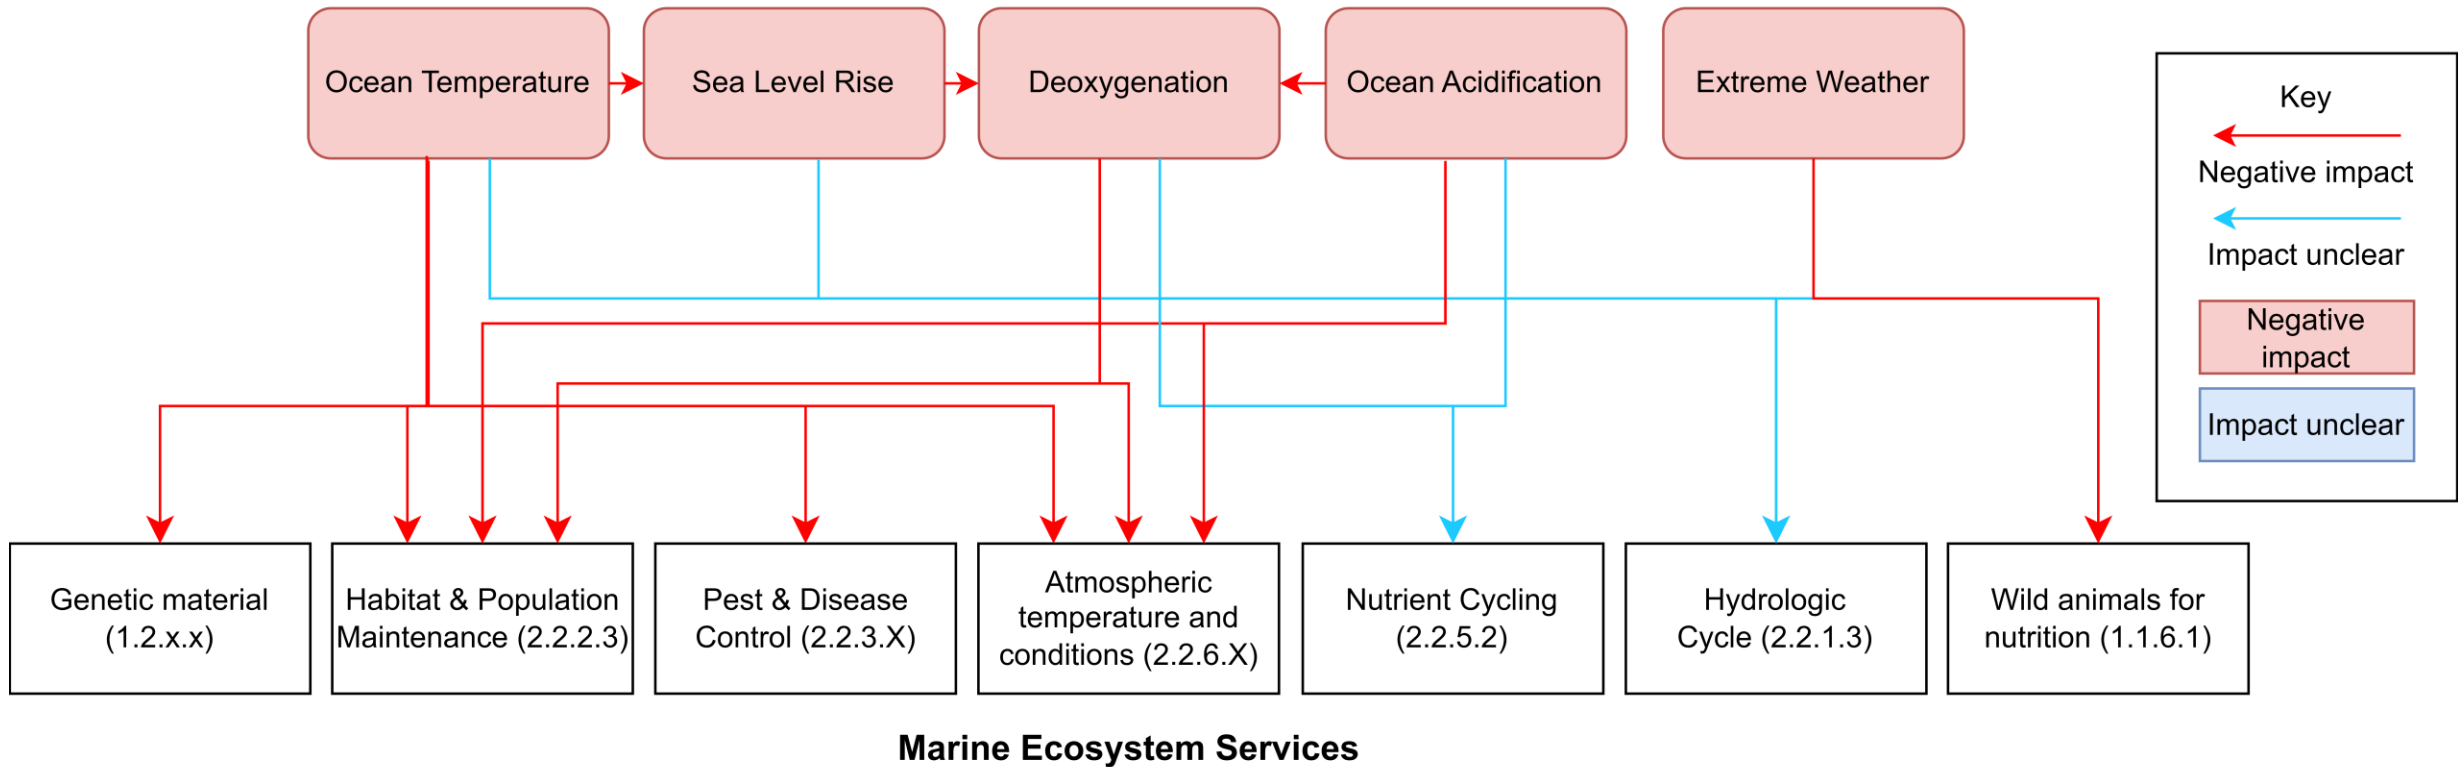 Ocean Temperature
Sea Level Rise
Deoxygenation
Ocean Acidification
Extreme Weather
Key
Negative impact
Impact unclear
Negative
impact
Impact unclear
Genetic material
(1.2.x.x)
Habitat & Population
Maintenance (2.2.2.3)
Pest & Disease
Control (2.2.3.X)
Atmospheric
temperature and
conditions (2.2.6.X)
Nutrient Cycling
(2.2.5.2)
Hydrologic
Cycle (2.2.1.3)
Wild animals for
nutrition (1.1.6.1)
Marine Ecosystem Services